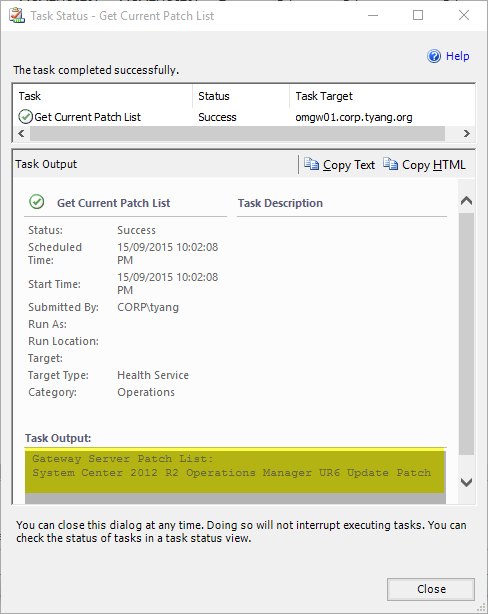 Task Status - Get Current Patch List
Help
The task completed successfully.
Task Status Task Target
Get Current Patch List Success omgw01.corp.tyang.org
Task Output Copy Text Copy HTML
Get Current Patch List Task Description
Status: Success
Scheduled Time: 15/09/2015 10:02:08 PM
Start Time: 15/09/2015 10:02:08 PM
Submitted By: CORP\tyang
Run As:
Run Location:
Target:
Target Type: Health Service
Category: Operations
Task Output:
Gateway Server Patch List:
System Center 2012 R2 Operations Manager UR6 Update Patch
You can close this dialog at any time. Doing so will not interrupt executing tasks. You can
check the status of tasks in a task status view.
Close